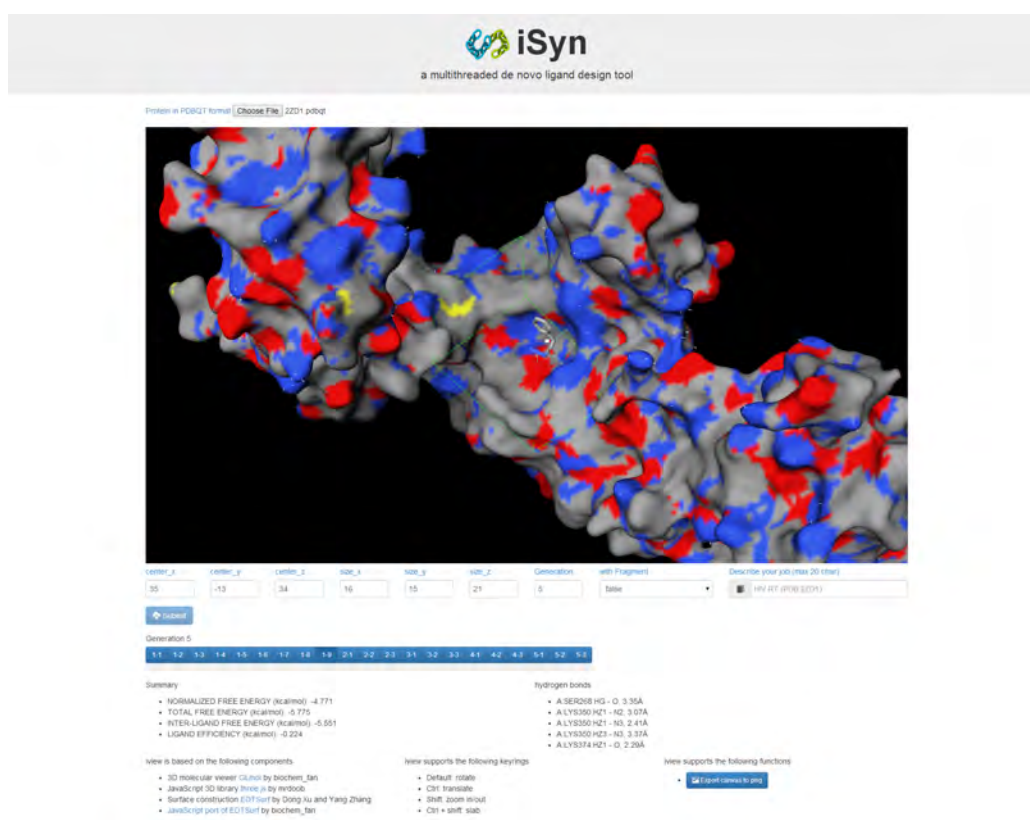 iSyn
a multithreaded de novo ligand design tool
Protein in PDBQT format Choose File 2ZD1.pdbqt
center_x center_y center_z size_x size_y size_z Generation with Fragment Describe your job (max 20 char)
35 -13 34 16 15 21 5 false HIV RT (PDB 2ZD1)
Submit
Generation 5
1-1 1-2 1-3 1-4 1-5 1-6 1-7 1-8 1-9 2-1 2-2 2-3 3-1 3-2 3-3 4-1 4-2 4-3 5-1 5-2 5-3
Summary
NORMALIZED FREE ENERGY (kcal/mol): -4.771
TOTAL FREE ENERGY (kcal/mol): -5.775
INTER-LIGAND FREE ENERGY (kcal/mol): -5.551
LIGAND EFFICIENCY (kcal/mol): -0.224
hydrogen bonds
A:SER268:HG - O, 3.35Å
A:LYS350:HZ1 - N2, 3.07Å
A:LYS350:HZ1 - N3, 2.41Å
A:LYS350:HZ3 - N3, 3.37Å
A:LYS374:HZ1 - O, 2.29Å
iview is based on the following components
3D molecular viewer GLmol by biochem_fan
JavaScript 3D library three.js by mrdoob
Surface construction EDTSurf by Dong Xu and Yang Zhang
JavaScript port of EDTSurf by biochem_fan
iview supports the following keyrings
Default: rotate
Ctrl: translate
Shift: zoom in/out
Ctrl + shift: slab
iview supports the following functions
Export canvas to png